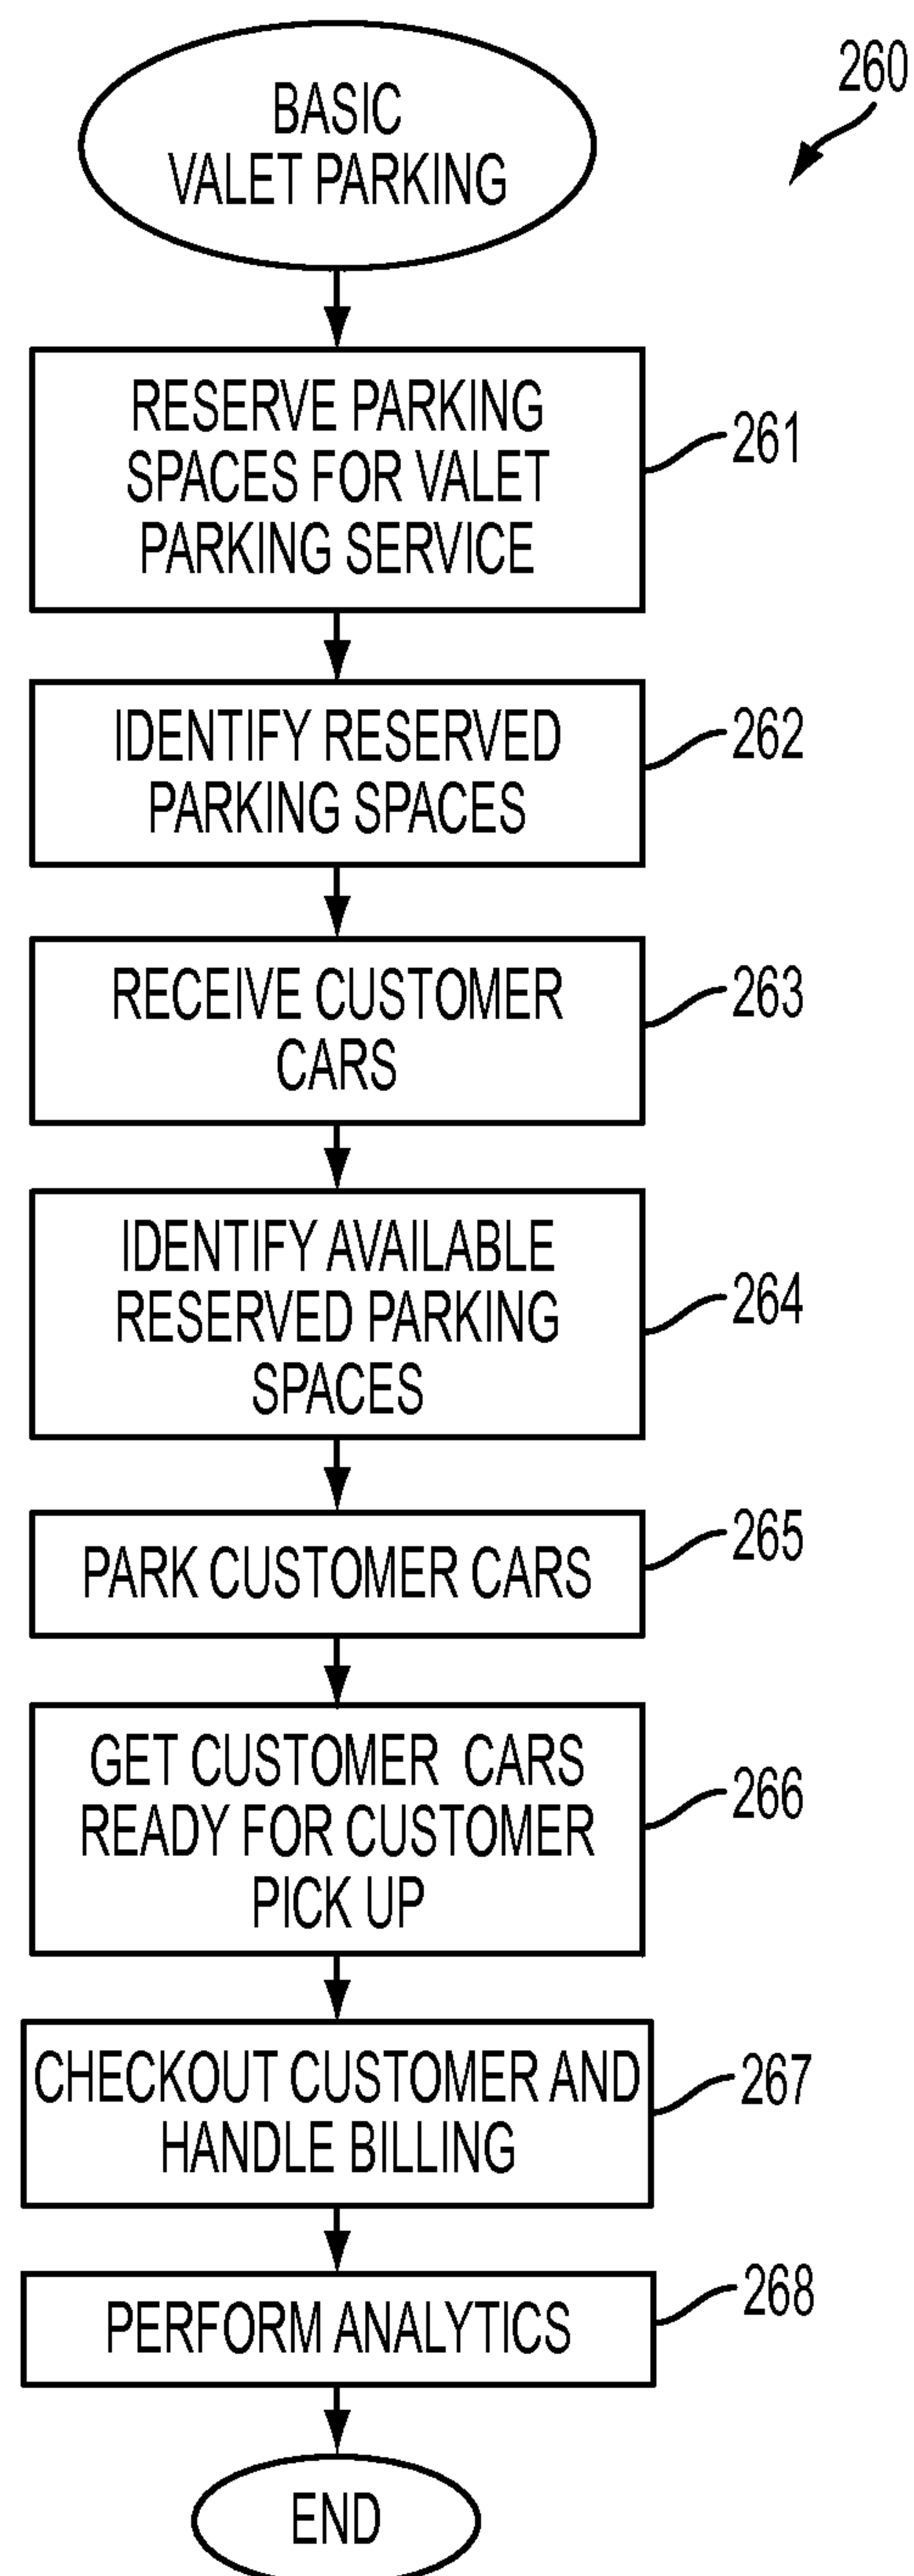 BASIC
VALET PARKING
260
RESERVE PARKING
SPACES FOR VALET
PARKING SERVICE
261
IDENTIFY RESERVED
PARKING SPACES
262
RECEIVE CUSTOMER
CARS
263
IDENTIFY AVAILABLE
RESERVED PARKING
SPACES
264
PARK CUSTOMER CARS
265
GET CUSTOMER CARS
READY FOR CUSTOMER
PICK UP
266
CHECKOUT CUSTOMER AND
HANDLE BILLING
267
PERFORM ANALYTICS
268
END